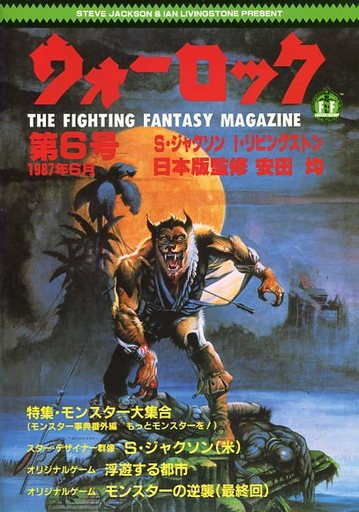 STEVE JACKSON & IAN LIVINGSTONE PRESENT
ウォーロック
THE FIGHTING FANTASY MAGAZINE
第6号
1987年6月
S・ジャクソン I・リビングストン
日本版監修 安田 均
特集・モンスター大集合
(モンスター事典番外編 もっとモンスターを!)
スター・デザイナー群像 S・ジャクソン(米)
オリジナルゲーム 浮遊する都市
オリジナルゲーム モンスターの逆襲(最終回)